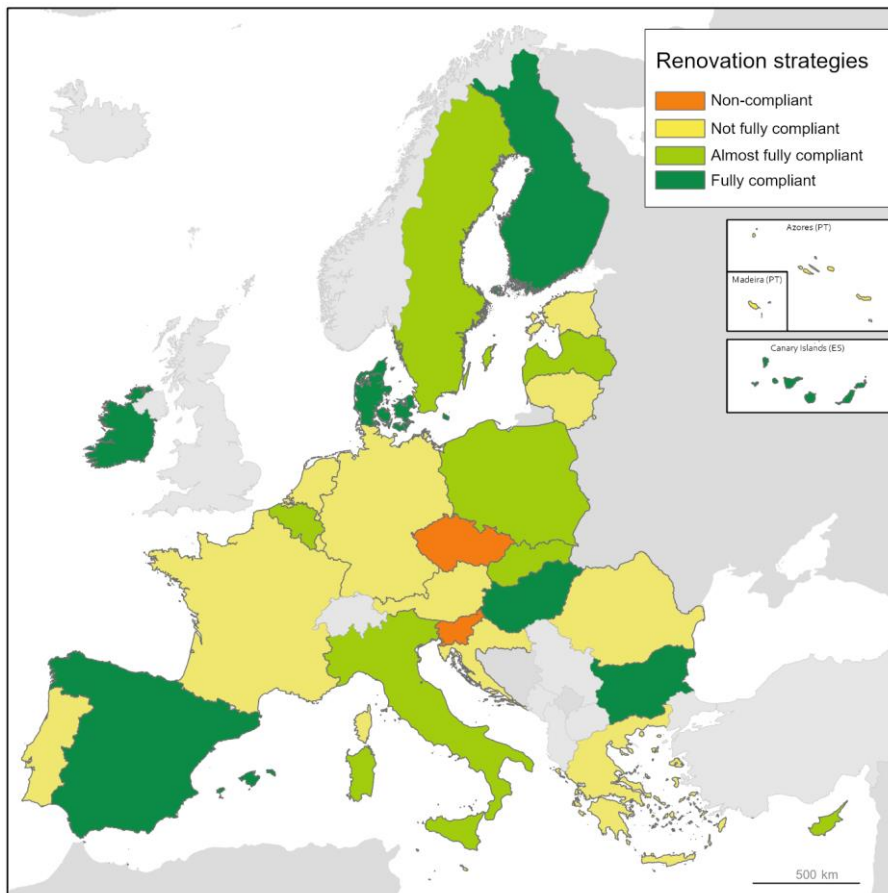 Renovation strategies
Non-compliant
Not fully compliant
Almost fully compliant
Fully compliant
Azores (PT)
Madeira (PT)
Canary Islands (ES)
500 km